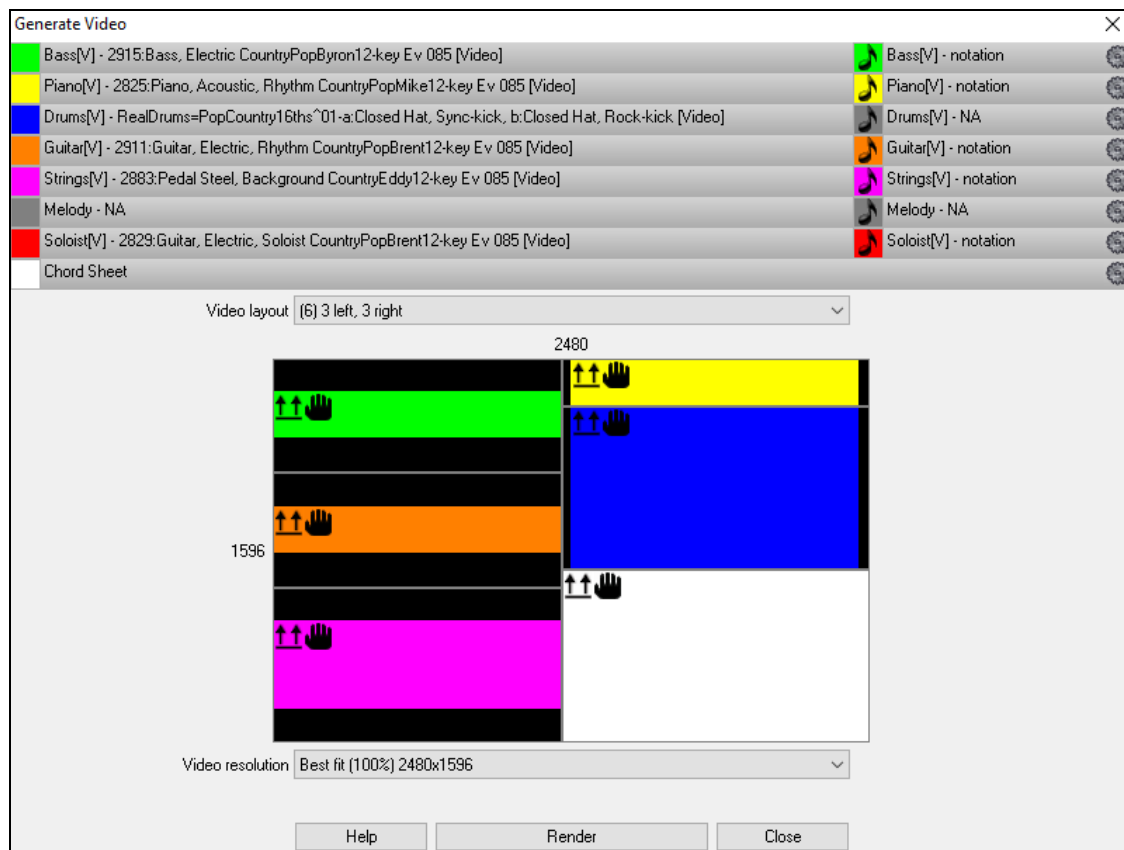 Generate Video
Bass[V] - 2915:Bass, Electric CountryPopByron12-key Ev 085 [Video] Bass[V] - notation
Piano[V] - 2825:Piano, Acoustic, Rhythm CountryPopMike12-key Ev 085 [Video] Piano[V] - notation
Drums[V] - RealDrums=PopCountry16ths^01-a:Closed Hat, Sync-kick, b:Closed Hat, Rock-kick [Video] Drums[V] - NA
Guitar[V] - 2911:Guitar, Electric, Rhythm CountryPopBrent12-key Ev 085 [Video] Guitar[V] - notation
Strings[V] - 2883:Pedal Steel, Background CountryEddy12-key Ev 085 [Video] Strings[V] - notation
Melody - NA Melody - NA
Soloist[V] - 2829:Guitar, Electric, Soloist CountryPopBrent12-key Ev 085 [Video] Soloist[V] - notation
Chord Sheet
Video layout (6) 3 left, 3 right
2480
1596
Video resolution Best fit (100%) 2480x1596
Help Render Close